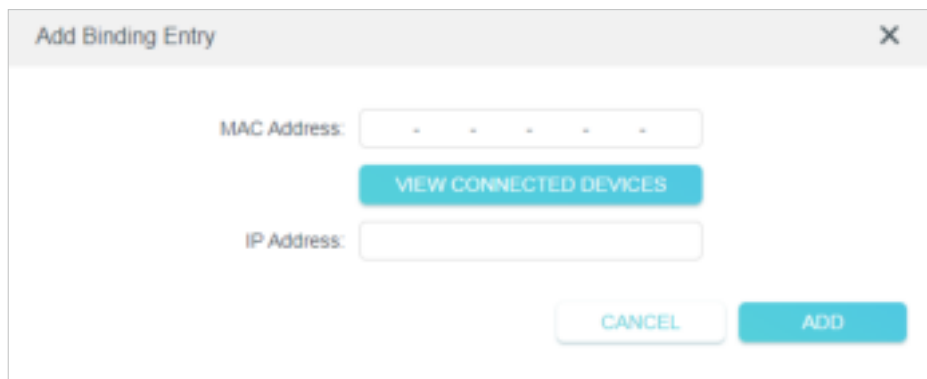 Add Binding Entry ×
MAC Address: - - - - -
VIEW CONNECTED DEVICES
IP Address:
CANCEL ADD